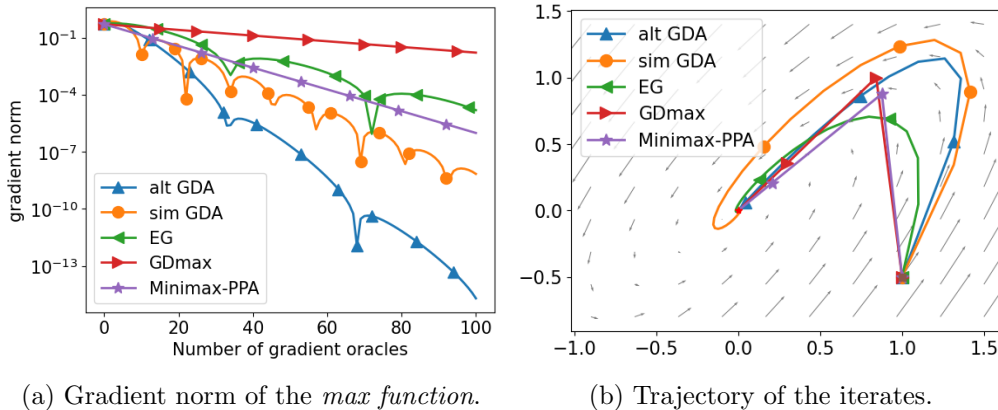 10⁻¹
10⁻⁴
10⁻⁷
10⁻¹⁰
10⁻¹³
gradient norm
alt GDA
sim GDA
EG
GDmax
Minimax-PPA
0 20 40 60 80 100
Number of gradient oracles
(a) Gradient norm of the max function.
1.5
1.0
0.5
0.0
−0.5
alt GDA
sim GDA
EG
GDmax
Minimax-PPA
−1.0 −0.5 0.0 0.5 1.0 1.5
(b) Trajectory of the iterates.